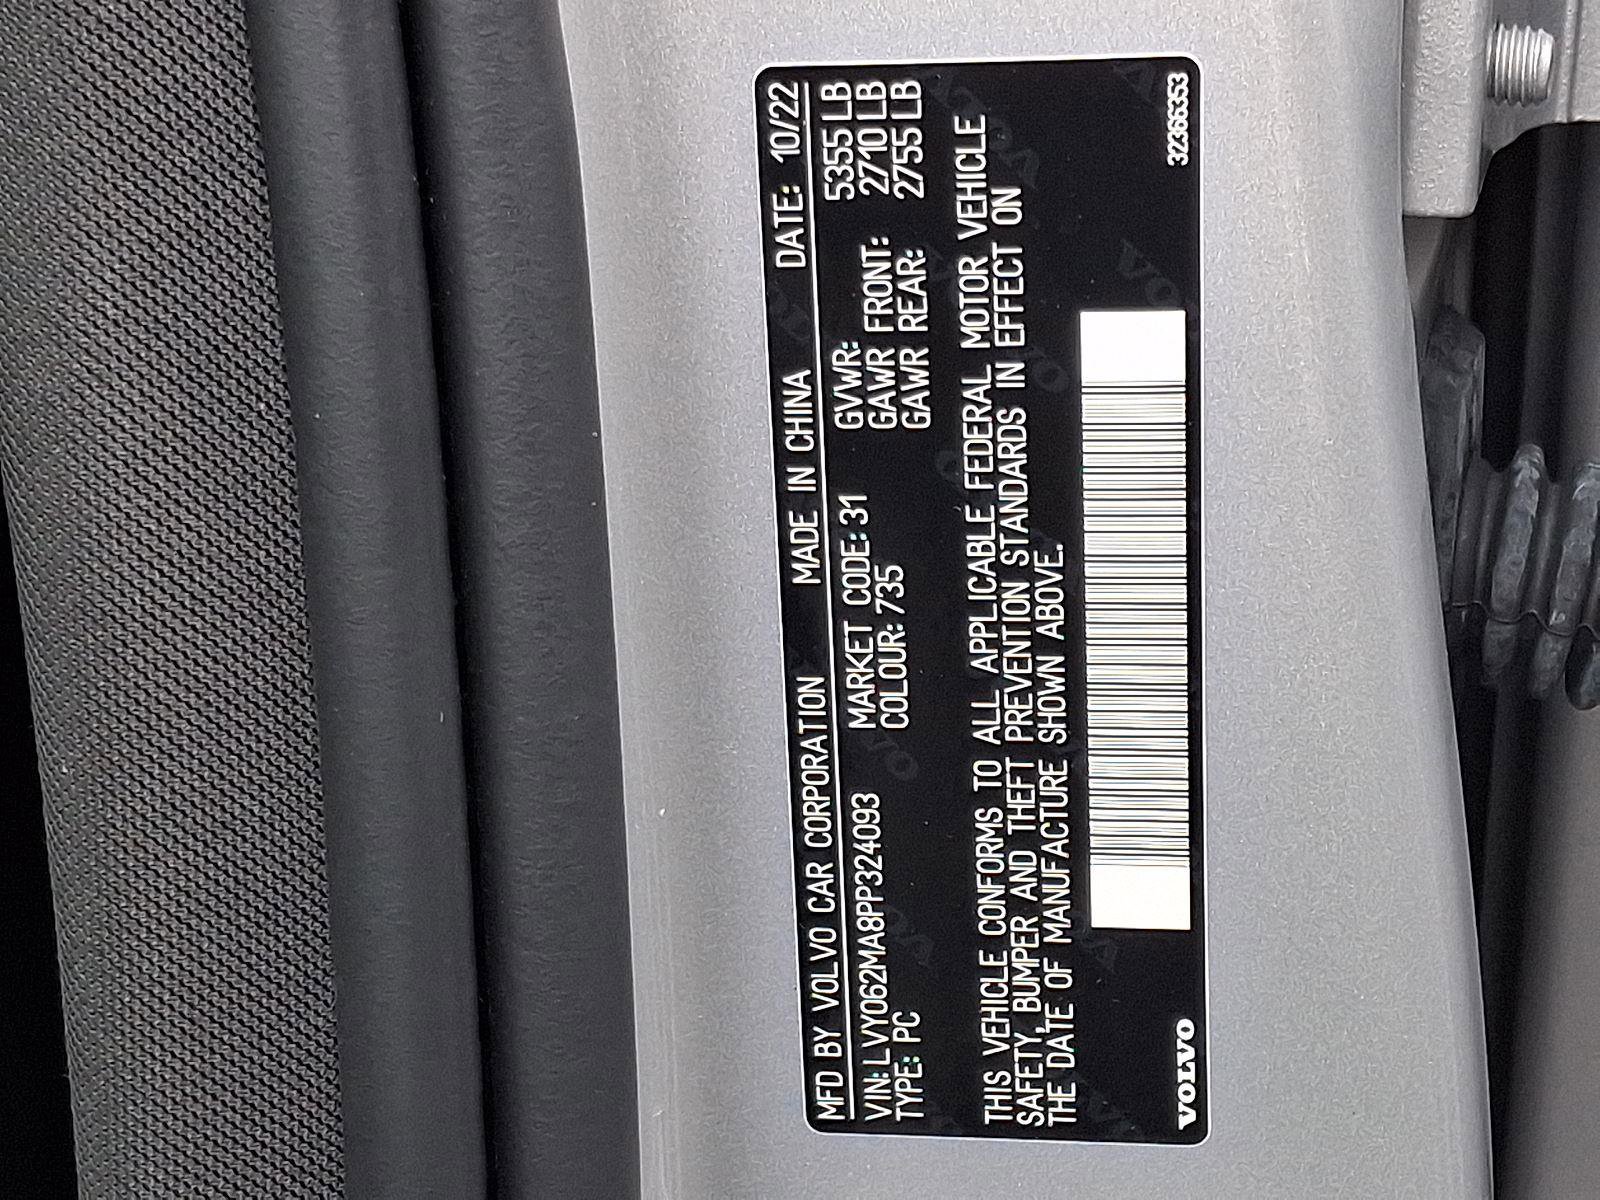 MFD BY VOLVO CAR CORPORATION MADE IN CHINA DATE: 10/22
VIN: LVY062MA8PP324093 MARKET CODE: 31 GVWR: 5355 LB
TYPE: PC COLOUR: 735 GAWR FRONT: 2710 LB
GAWR REAR: 2755 LB
THIS VEHICLE CONFORMS TO ALL APPLICABLE FEDERAL MOTOR VEHICLE
SAFETY, BUMPER AND THEFT PREVENTION STANDARDS IN EFFECT ON
THE DATE OF MANUFACTURE SHOWN ABOVE.
VOLVO 32366353